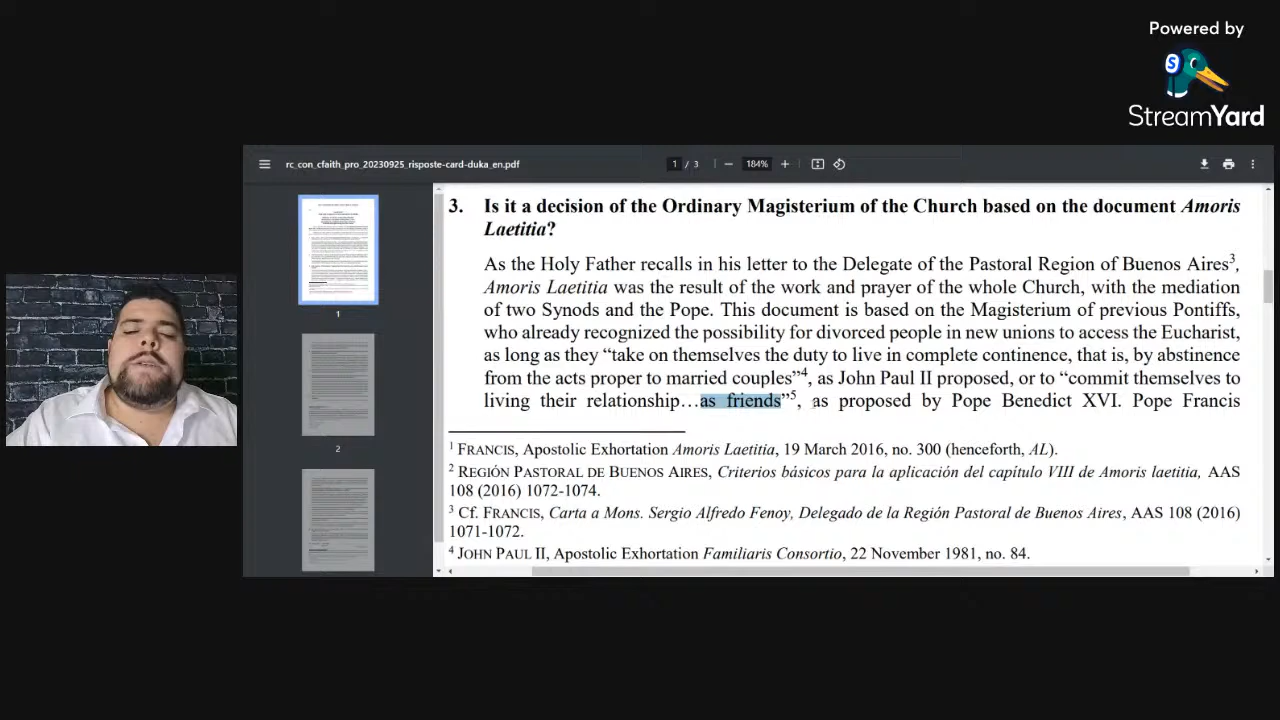 Powered by
StreamYard
rc_con_cfaith_pro_20230925_risposte-card-duka_en.pdf
1 / 3
184%
3. Is it a decision of the Ordinary Magisterium of the Church based on the document Amoris
Laetitia?
As the Holy Father recalls in his letter to the Delegate of the Pastoral Region of Buenos Aires3,
Amoris Laetitia was the result of the work and prayer of the whole Church, with the mediation
of two Synods and the Pope. This document is based on the Magisterium of previous Pontiffs,
who already recognized the possibility for divorced people in new unions to access the Eucharist,
as long as they “take on themselves the duty to live in complete continence, that is, by abstinence
from the acts proper to married couples”4, as John Paul II proposed, or to “commit themselves to
living their relationship…as friends”5, as proposed by Pope Benedict XVI. Pope Francis
1 FRANCIS, Apostolic Exhortation Amoris Laetitia, 19 March 2016, no. 300 (henceforth, AL).
2 REGIÓN PASTORAL DE BUENOS AIRES, Criterios básicos para la aplicación del capítulo VIII de Amoris laetitia, AAS
108 (2016) 1072-1074.
3 Cf. FRANCIS, Carta a Mons. Sergio Alfredo Fenoy, Delegado de la Región Pastoral de Buenos Aires, AAS 108 (2016)
1071-1072.
4 JOHN PAUL II, Apostolic Exhortation Familiaris Consortio, 22 November 1981, no. 84.
1
2